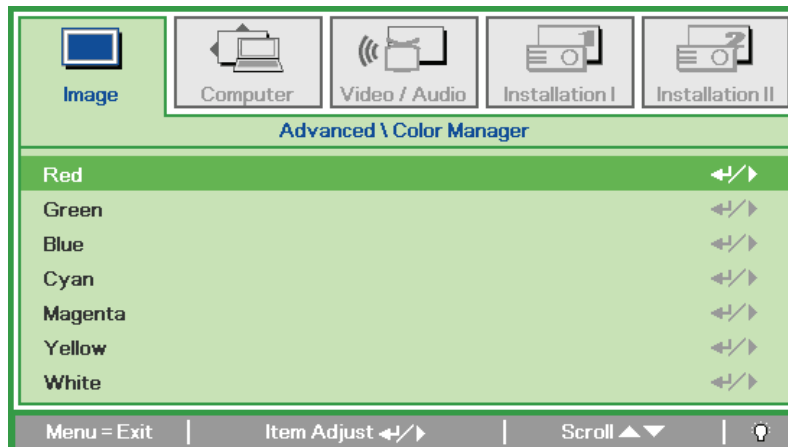 Image Computer Video / Audio Installation I Installation II
Advanced \ Color Manager
Red
Green
Blue
Cyan
Magenta
Yellow
White
Menu = Exit Item Adjust Scroll